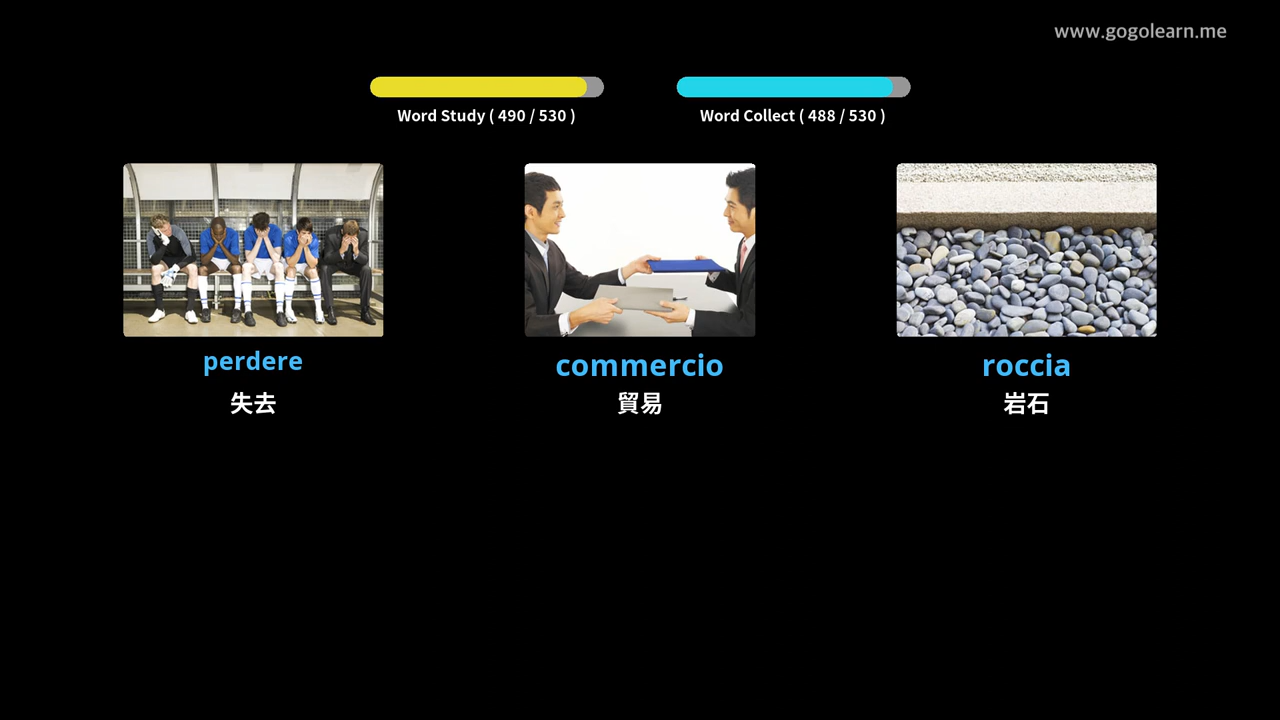 www.gogolearn.me
Word Study ( 490 / 530 )
Word Collect ( 488 / 530 )
perdere
失去
commercio
貿易
roccia
岩石